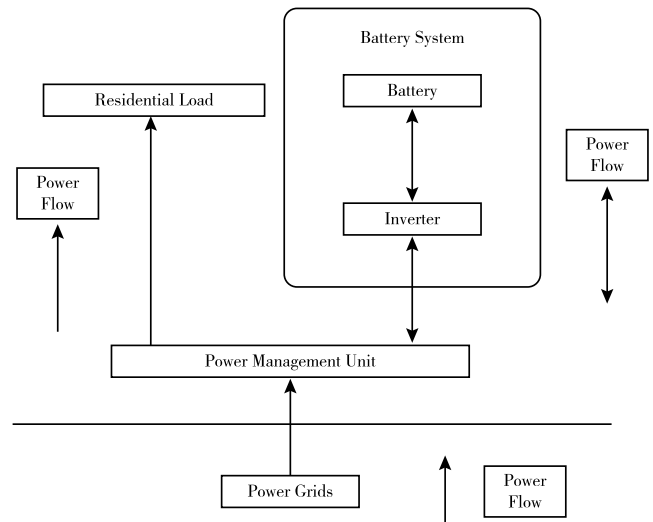 Battery System
Battery
Residential Load
Power
Flow
Power
Flow
Inverter
Power Management Unit
Power Grids
Power
Flow